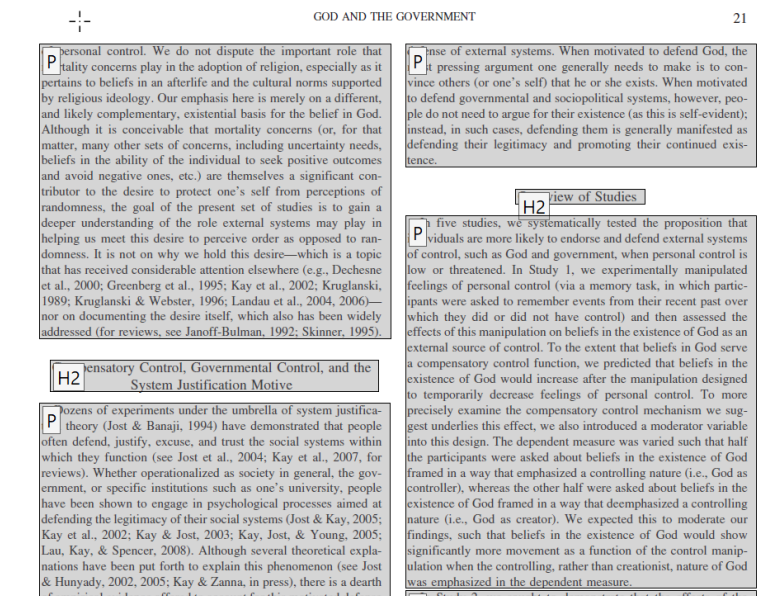 GOD AND THE GOVERNMENT 21
P
personal control. We do not dispute the important role that
tality concerns play in the adoption of religion, especially as it
pertains to beliefs in an afterlife and the cultural norms supported
by religious ideology. Our emphasis here is merely on a different,
and likely complementary, existential basis for the belief in God.
Although it is conceivable that mortality concerns (or, for that
matter, many other sets of concerns, including uncertainty needs,
beliefs in the ability of the individual to seek positive outcomes
and avoid negative ones, etc.) are themselves a significant con-
tributor to the desire to protect one's self from perceptions of
randomness, the goal of the present set of studies is to gain a
deeper understanding of the role external systems may play in
helping us meet this desire to perceive order as opposed to ran-
domness. It is not on why we hold this desire—which is a topic
that has received considerable attention elsewhere (e.g., Dechesne
et al., 2000; Greenberg et al., 1995; Kay et al., 2002; Kruglanski,
1989; Kruglanski & Webster, 1996; Landau et al., 2004, 2006)—
nor on documenting the desire itself, which also has been widely
addressed (for reviews, see Janoff-Bulman, 1992; Skinner, 1995).
H2
pensatory Control, Governmental Control, and the
System Justification Motive
P
Dozens of experiments under the umbrella of system justifica-
theory (Jost & Banaji, 1994) have demonstrated that people
often defend, justify, excuse, and trust the social systems within
which they function (see Jost et al., 2004; Kay et al., 2007, for
reviews). Whether operationalized as society in general, the gov-
ernment, or specific institutions such as one's university, people
have been shown to engage in psychological processes aimed at
defending the legitimacy of their social systems (Jost & Kay, 2005;
Kay et al., 2002; Kay & Jost, 2003; Kay, Jost, & Young, 2005;
Lau, Kay, & Spencer, 2008). Although several theoretical expla-
nations have been put forth to explain this phenomenon (see Jost
& Hunyady, 2002, 2005; Kay & Zanna, in press), there is a dearth
P
ense of external systems. When motivated to defend God, the
st pressing argument one generally needs to make is to con-
vince others (or one's self) that he or she exists. When motivated
to defend governmental and sociopolitical systems, however, peo-
ple do not need to argue for their existence (as this is self-evident);
instead, in such cases, defending them is generally manifested as
defending their legitimacy and promoting their continued exis-
tence.
H2
view of Studies
P
In five studies, we systematically tested the proposition that
viduals are more likely to endorse and defend external systems
of control, such as God and government, when personal control is
low or threatened. In Study 1, we experimentally manipulated
feelings of personal control (via a memory task, in which partic-
ipants were asked to remember events from their recent past over
which they did or did not have control) and then assessed the
effects of this manipulation on beliefs in the existence of God as an
external source of control. To the extent that beliefs in God serve
a compensatory control function, we predicted that beliefs in the
existence of God would increase after the manipulation designed
to temporarily decrease feelings of personal control. To more
precisely examine the compensatory control mechanism we sug-
gest underlies this effect, we also introduced a moderator variable
into this design. The dependent measure was varied such that half
the participants were asked about beliefs in the existence of God
framed in a way that emphasized a controlling nature (i.e., God as
controller), whereas the other half were asked about beliefs in the
existence of God framed in a way that deemphasized a controlling
nature (i.e., God as creator). We expected this to moderate our
findings, such that beliefs in the existence of God would show
significantly more movement as a function of the control manip-
ulation when the controlling, rather than creationist, nature of God
was emphasized in the dependent measure.